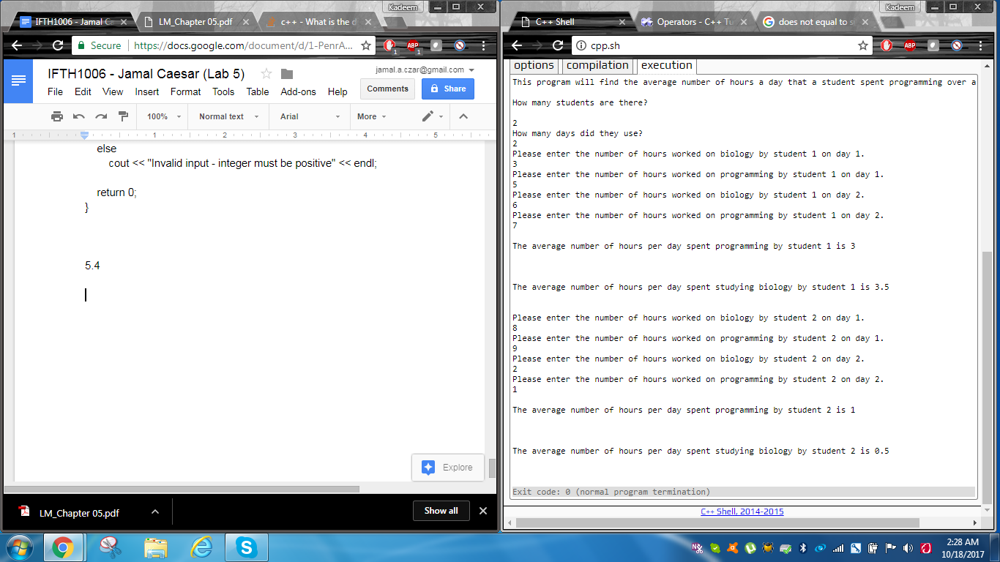 Kadeem
IFTH1006 - Jamal C
LM_Chapter 05.pdf
c++ - What is the d
Secure
https://docs.google.com/document/d/1-PenrA...
1
ABP
1
IFTH1006 - Jamal Caesar (Lab 5)
jamal.a.czar@gmail.com
File Edit View Insert Format Tools Table Add-ons Help
Comments
Share
100%
Normal text
Arial
More
1 1 2 3 4 5
else
cout << "Invalid input - integer must be positive" << endl;
return 0;
}
5.4
Explore
LM_Chapter 05.pdf
Show all
Kadeem
C++ Shell
Operators - C++ Tu
does not equal to s
cpp.sh
ABP
options compilation execution
This program will find the average number of hours a day that a student spent programming over a
How many students are there?
2
How many days did they use?
2
Please enter the number of hours worked on biology by student 1 on day 1.
3
Please enter the number of hours worked on programming by student 1 on day 1.
5
Please enter the number of hours worked on biology by student 1 on day 2.
6
Please enter the number of hours worked on programming by student 1 on day 2.
7
The average number of hours per day spent programming by student 1 is 3
The average number of hours per day spent studying biology by student 1 is 3.5
Please enter the number of hours worked on biology by student 2 on day 1.
8
Please enter the number of hours worked on programming by student 2 on day 1.
9
Please enter the number of hours worked on biology by student 2 on day 2.
2
Please enter the number of hours worked on programming by student 2 on day 2.
1
The average number of hours per day spent programming by student 2 is 1
The average number of hours per day spent studying biology by student 2 is 0.5
Exit code: 0 (normal program termination)
C++ Shell, 2014-2015
2:28 AM
10/18/2017